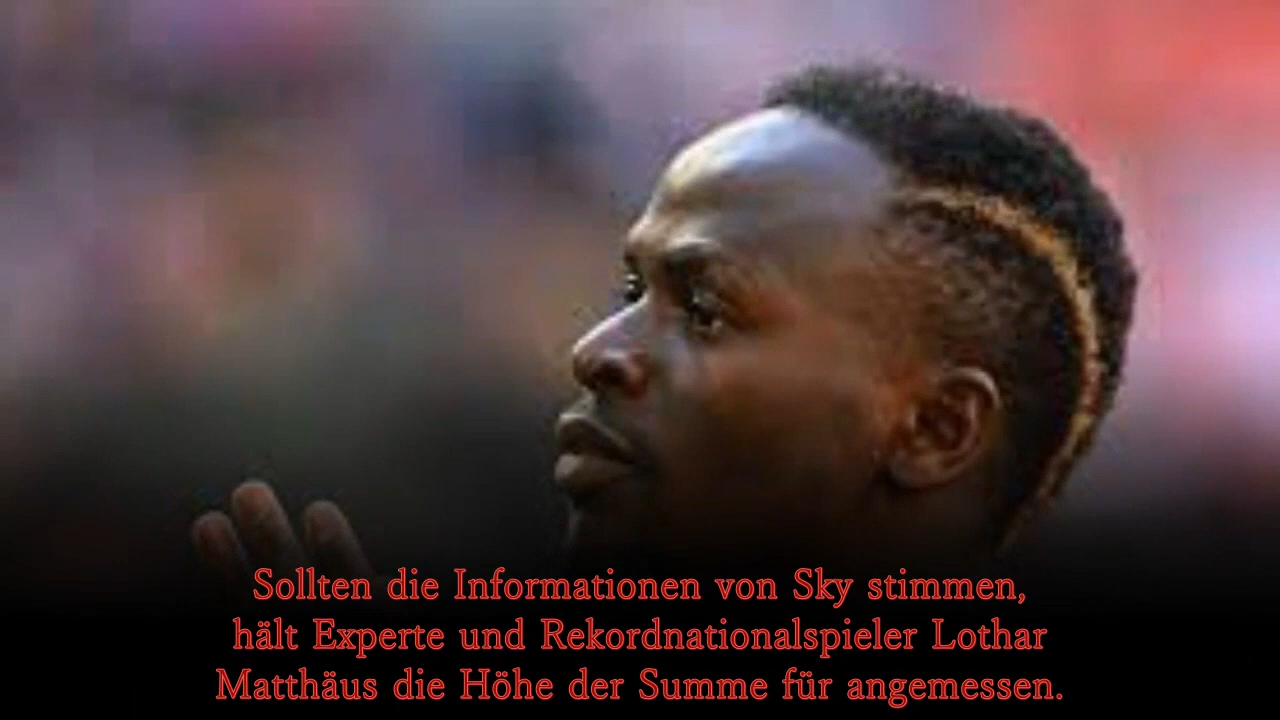 Sollten die Informationen von Sky stimmen,
hält Experte und Rekordnationalspieler Lothar
Matthäus die Höhe der Summe für angemessen.